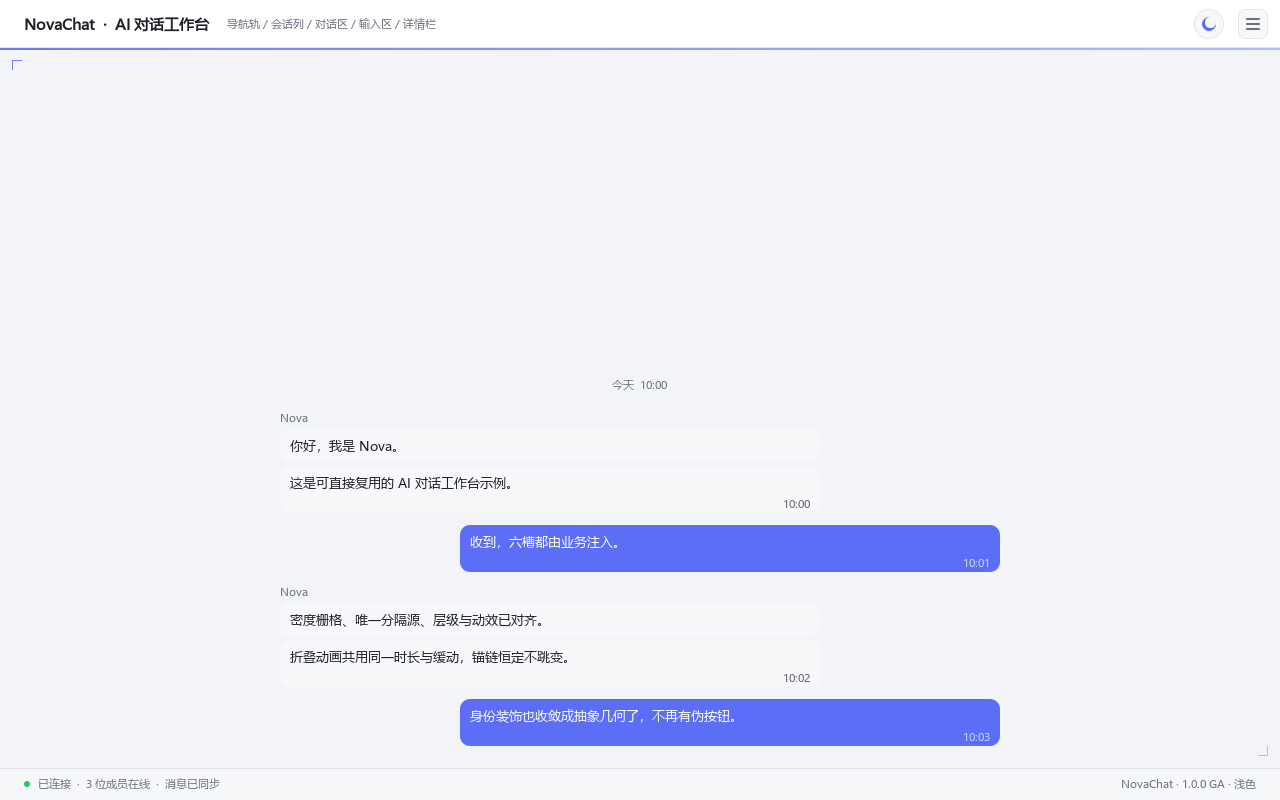 NovaChat · AI 对话工作台
导航轨 / 会话列 / 对话区 / 输入区 / 详情栏
今天 10:00
Nova
你好，我是 Nova。
这是可直接复用的 AI 对话工作台示例。
10:00
收到，六槽都由业务注入。
10:01
Nova
密度栅格、唯一分隔源、层级与动效已对齐。
折叠动画共用同一时长与缓动，锚链恒定不跳变。
10:02
身份装饰也收敛成抽象几何了，不再有伪按钮。
10:03
已连接 · 3 位成员在线 · 消息已同步
NovaChat · 1.0.0 GA · 浅色